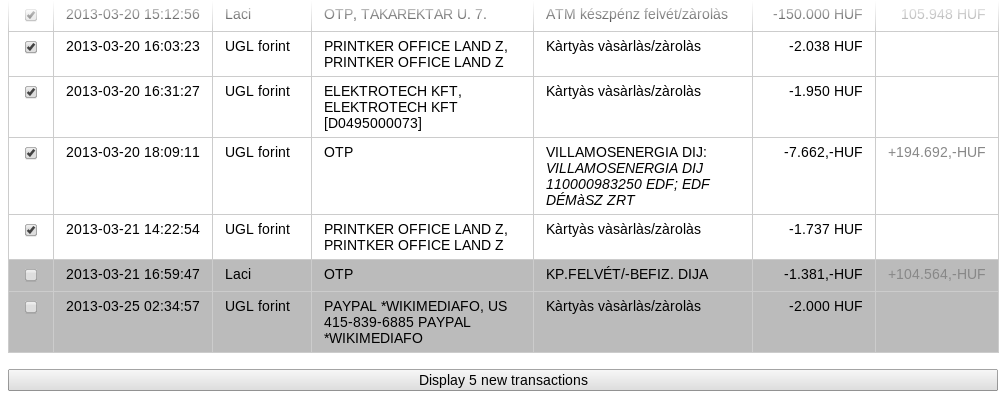 2013-03-20 15:12:56 Laci OTP, TAKAREKTAR U. 7. ATM készpénz felvét/zàrolàs -150.000 HUF 105.948 HUF
2013-03-20 16:03:23 UGL forint PRINTKER OFFICE LAND Z, Kàrtyàs vàsàrlàs/zàrolàs -2.038 HUF
PRINTKER OFFICE LAND Z
2013-03-20 16:31:27 UGL forint ELEKTROTECH KFT, Kàrtyàs vàsàrlàs/zàrolàs -1.950 HUF
ELEKTROTECH KFT
[D0495000073]
2013-03-20 18:09:11 UGL forint OTP VILLAMOSENERGIA DIJ: -7.662,-HUF +194.692,-HUF
VILLAMOSENERGIA DIJ
110000983250 EDF; EDF
DÉMàSZ ZRT
2013-03-21 14:22:54 UGL forint PRINTKER OFFICE LAND Z, Kàrtyàs vàsàrlàs/zàrolàs -1.737 HUF
PRINTKER OFFICE LAND Z
2013-03-21 16:59:47 Laci OTP KP.FELVÉT/-BEFIZ. DIJA -1.381,-HUF +104.564,-HUF
2013-03-25 02:34:57 UGL forint PAYPAL *WIKIMEDIAFO, US Kàrtyàs vàsàrlàs/zàrolàs -2.000 HUF
415-839-6885 PAYPAL
*WIKIMEDIAFO
Display 5 new transactions